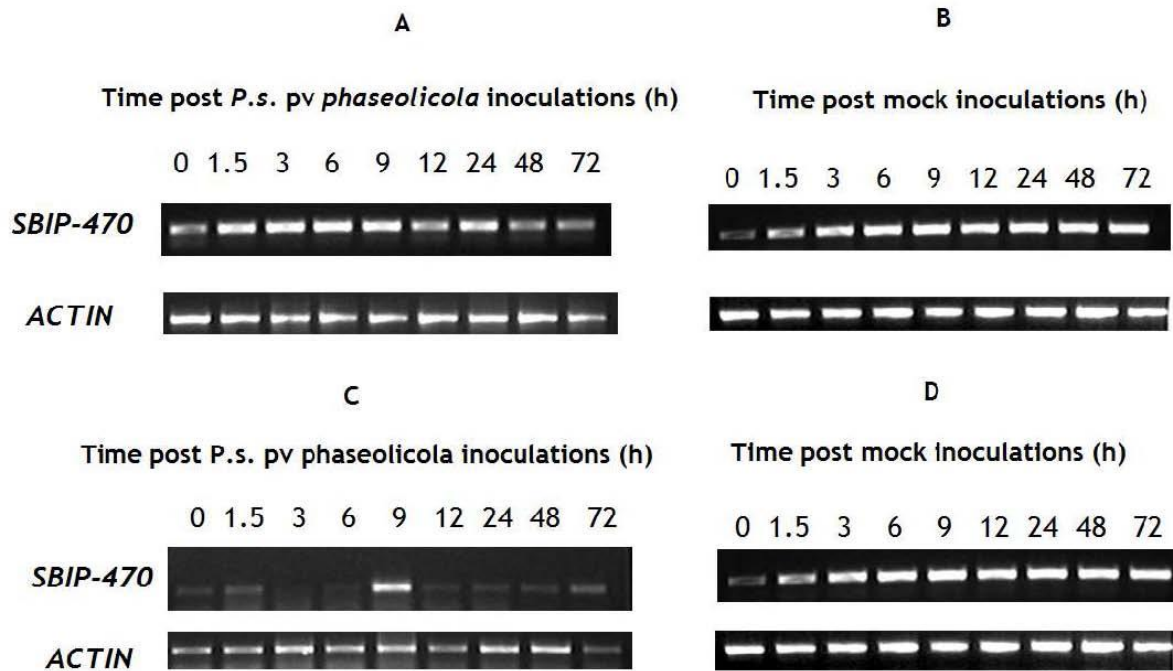 A
Time post P.s. pv phaseolicola inoculations (h)
0 1.5 3 6 9 12 24 48 72
SBIP-470
ACTIN
B
Time post mock inoculations (h)
0 1.5 3 6 9 12 24 48 72
C
Time post P.s. pv phaseolicola inoculations (h)
0 1.5 3 6 9 12 24 48 72
SBIP-470
ACTIN
D
Time post mock inoculations (h)
0 1.5 3 6 9 12 24 48 72